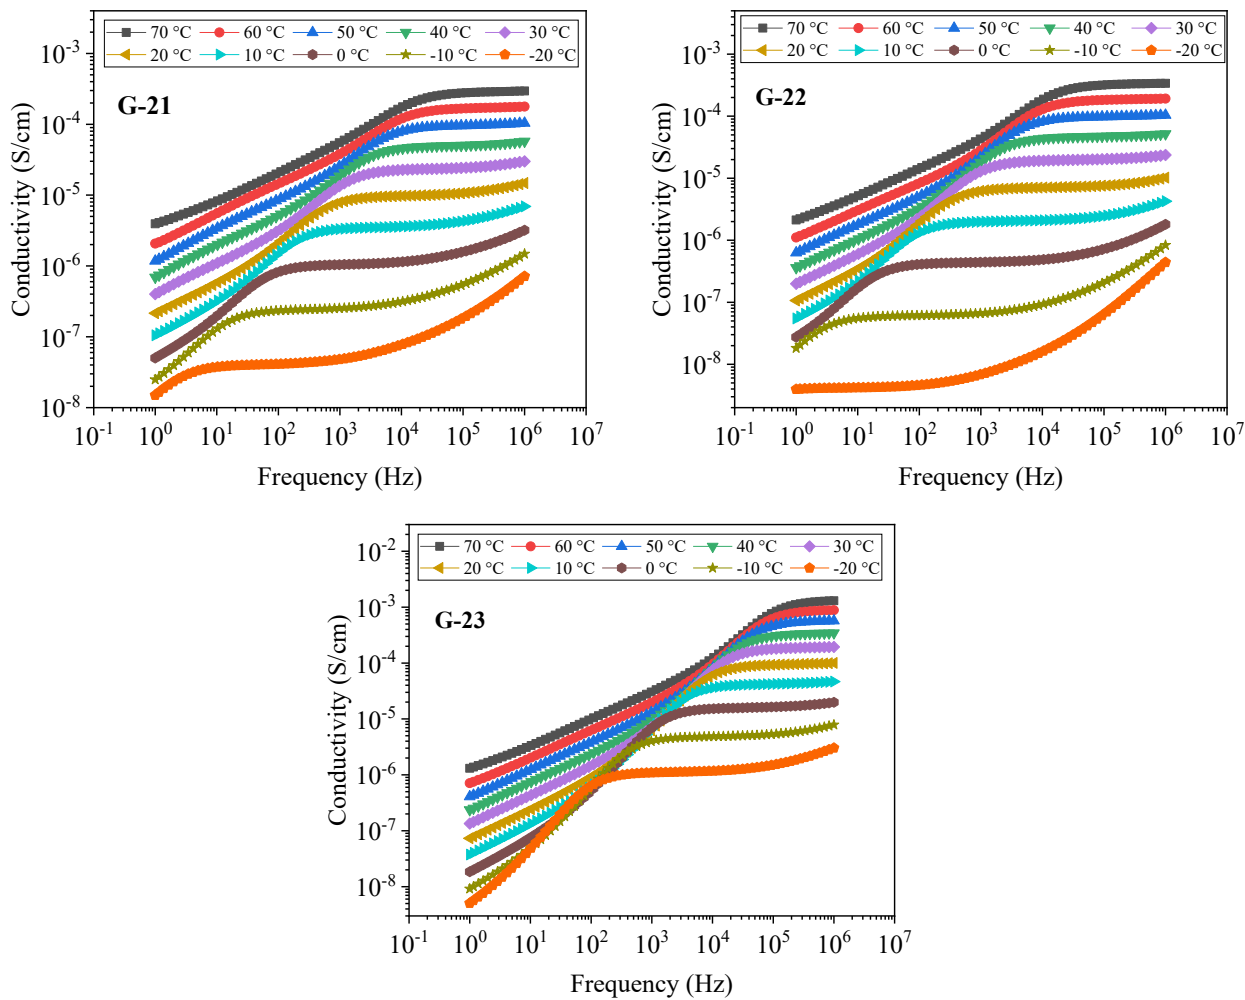 70 °C 60 °C 50 °C 40 °C 30 °C
20 °C 10 °C 0 °C -10 °C -20 °C
G-21
Conductivity (S/cm)
10⁻³
10⁻⁴
10⁻⁵
10⁻⁶
10⁻⁷
10⁻⁸
10⁻¹ 10⁰ 10¹ 10² 10³ 10⁴ 10⁵ 10⁶ 10⁷
Frequency (Hz)
70 °C 60 °C 50 °C 40 °C 30 °C
20 °C 10 °C 0 °C -10 °C -20 °C
G-22
Conductivity (S/cm)
10⁻³
10⁻⁴
10⁻⁵
10⁻⁶
10⁻⁷
10⁻⁸
10⁻¹ 10⁰ 10¹ 10² 10³ 10⁴ 10⁵ 10⁶ 10⁷
Frequency (Hz)
70 °C 60 °C 50 °C 40 °C 30 °C
20 °C 10 °C 0 °C -10 °C -20 °C
G-23
Conductivity (S/cm)
10⁻²
10⁻³
10⁻⁴
10⁻⁵
10⁻⁶
10⁻⁷
10⁻⁸
10⁻¹ 10⁰ 10¹ 10² 10³ 10⁴ 10⁵ 10⁶ 10⁷
Frequency (Hz)